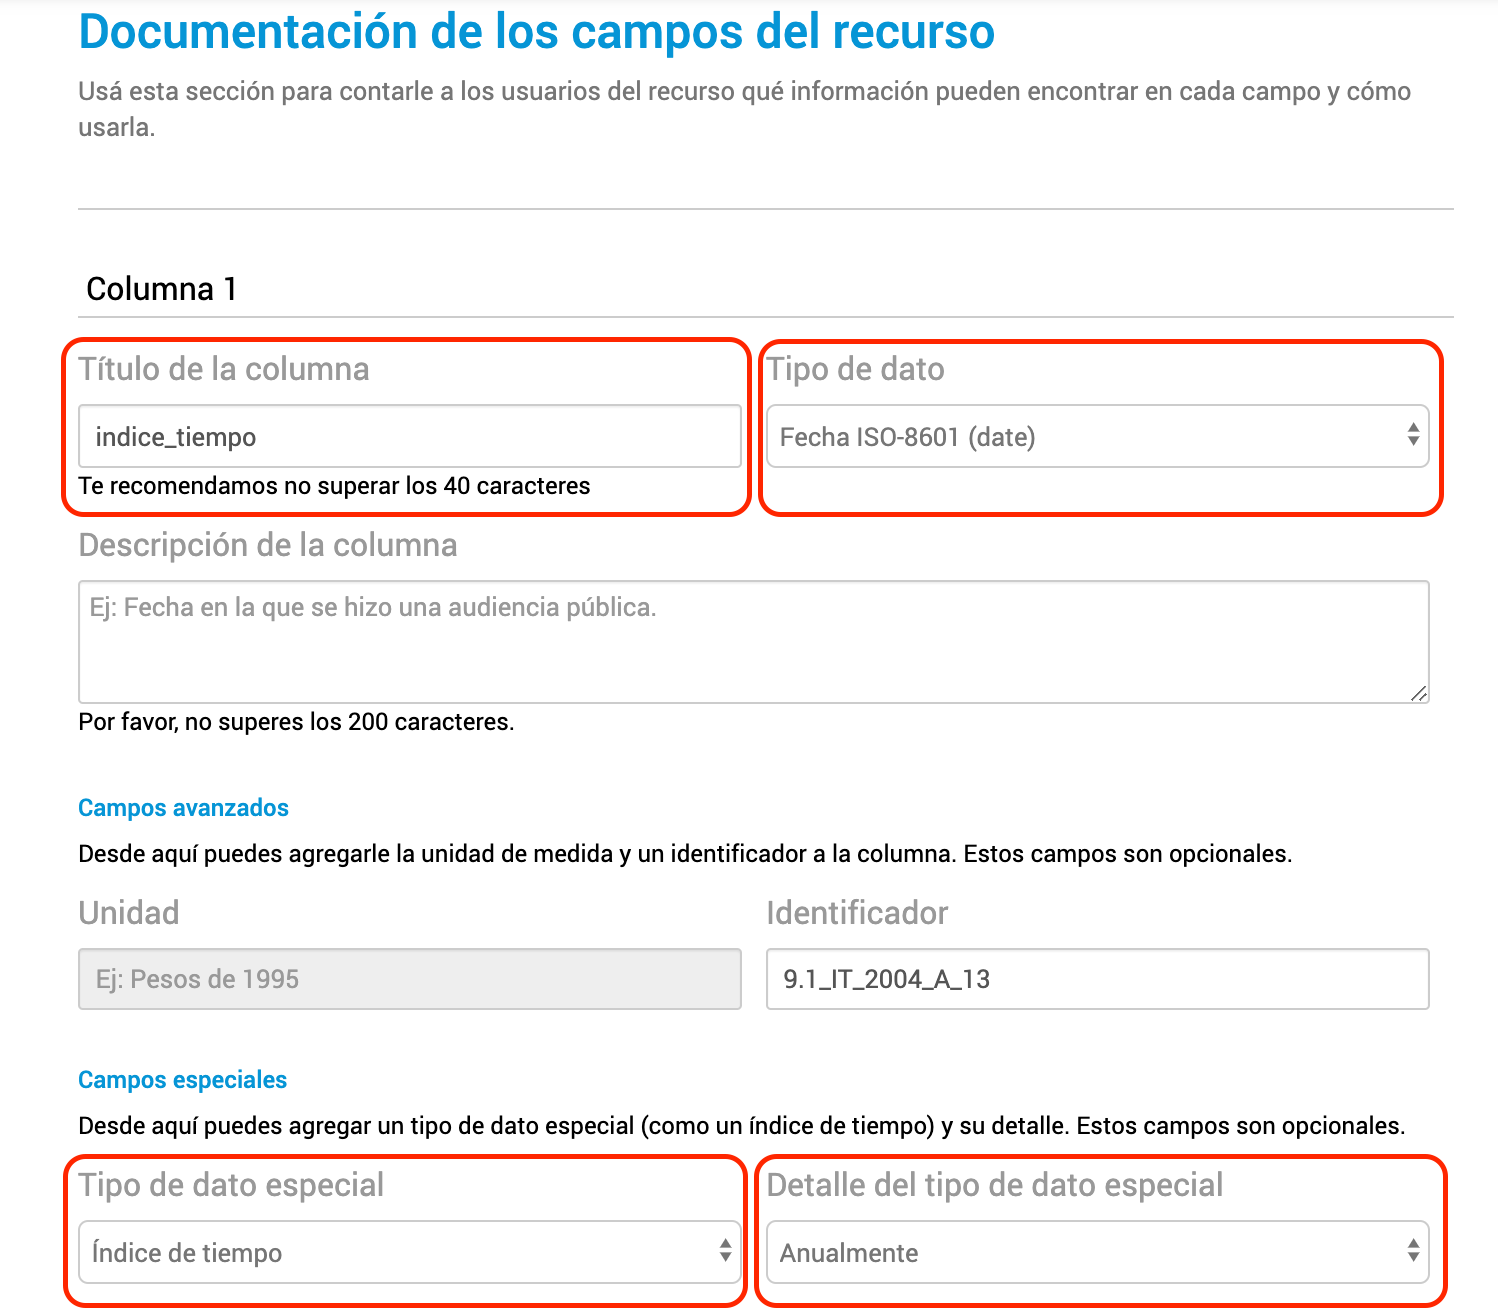 Documentación de los campos del recurso
Usá esta sección para contarle a los usuarios del recurso qué información pueden encontrar en cada campo y cómo
usarla.
Columna 1
Título de la columna
Tipo de dato
indice_tiempo
Fecha ISO-8601 (date)
Te recomendamos no superar los 40 caracteres
Descripción de la columna
Ej: Fecha en la que se hizo una audiencia pública.
Por favor, no superes los 200 caracteres.
Campos avanzados
Desde aquí puedes agregarle la unidad de medida y un identificador a la columna. Estos campos son opcionales.
Unidad
Identificador
Ej: Pesos de 1995
9.1_IT_2004_A_13
Campos especiales
Desde aquí puedes agregar un tipo de dato especial (como un índice de tiempo) y su detalle. Estos campos son opcionales.
Tipo de dato especial
Detalle del tipo de dato especial
Índice de tiempo
Anualmente